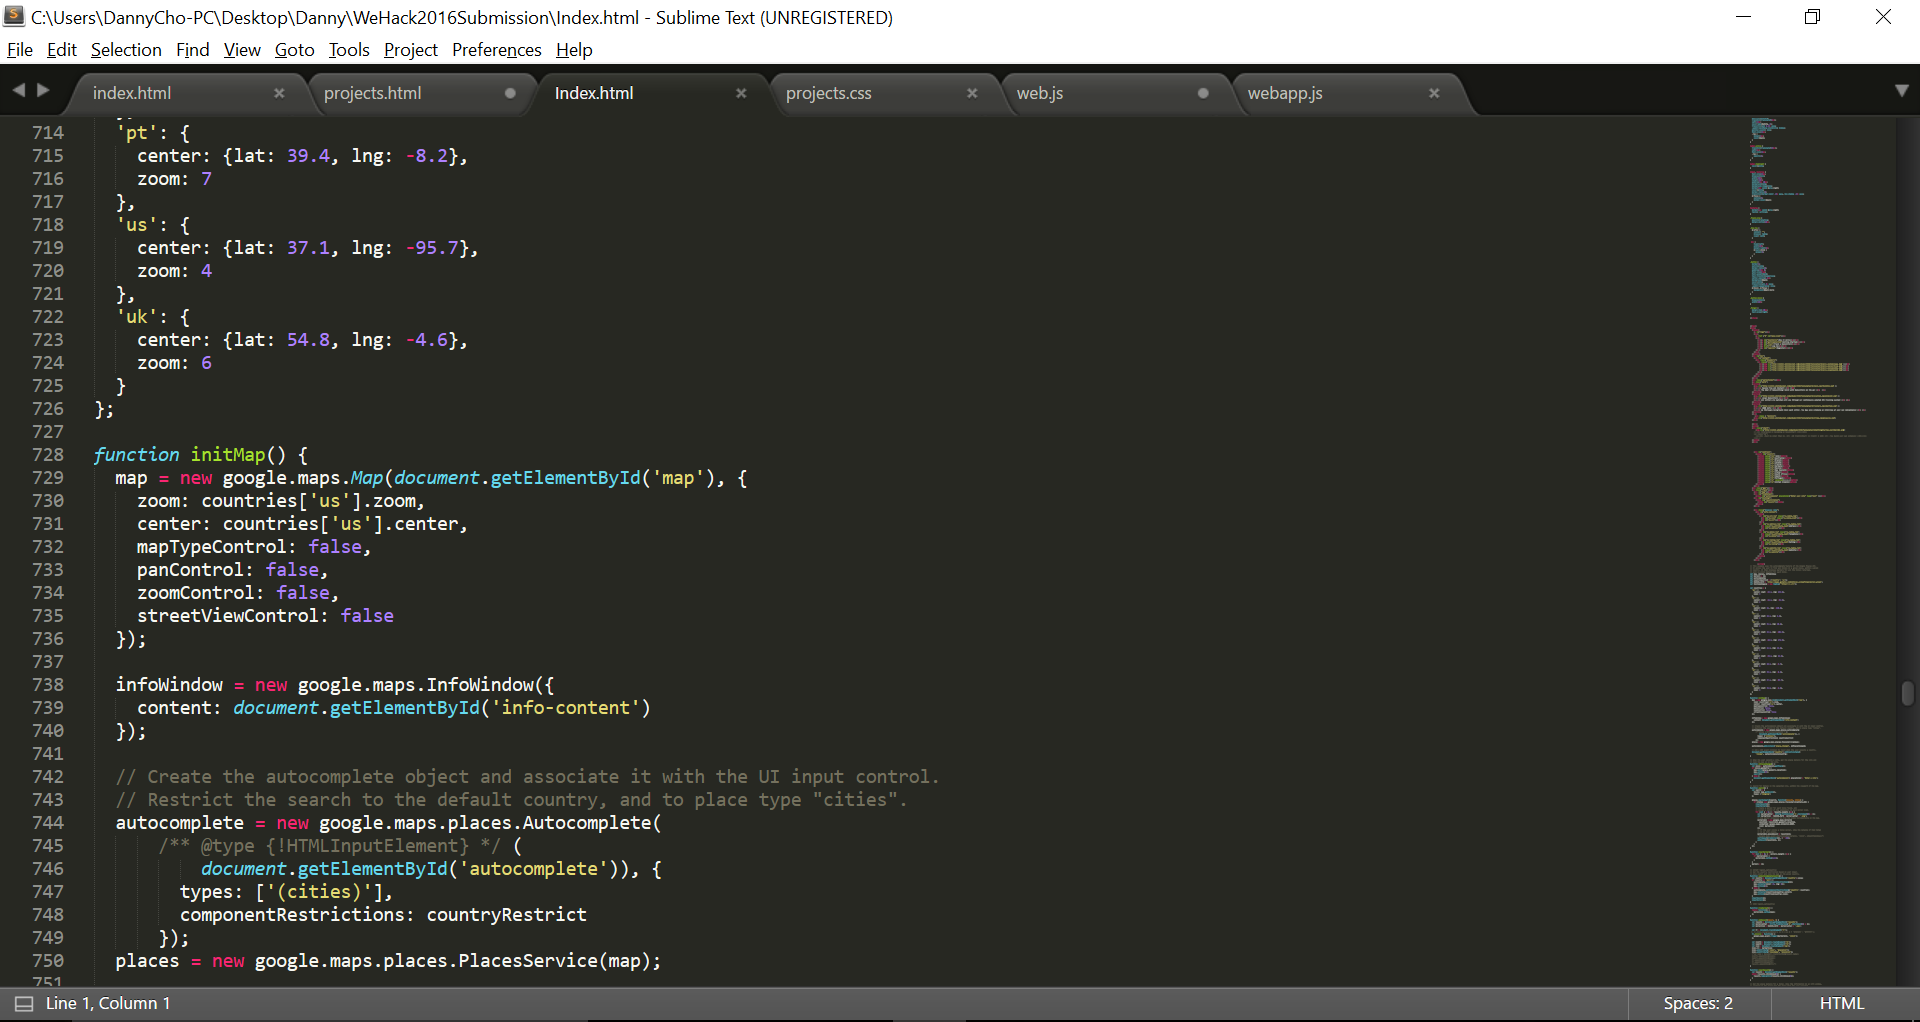 C:\Users\DannyCho-PC\Desktop\Danny\WeHack2016Submission\Index.html - Sublime Text (UNREGISTERED)
File Edit Selection Find View Goto Tools Project Preferences Help
index.html projects.html Index.html projects.css web.js webapp.js
714 'pt': {
715 center: {lat: 39.4, lng: -8.2},
716 zoom: 7
717 },
718 'us': {
719 center: {lat: 37.1, lng: -95.7},
720 zoom: 4
721 },
722 'uk': {
723 center: {lat: 54.8, lng: -4.6},
724 zoom: 6
725 }
726 };
727
728 function initMap() {
729 map = new google.maps.Map(document.getElementById('map'), {
730 zoom: countries['us'].zoom,
731 center: countries['us'].center,
732 mapTypeControl: false,
733 panControl: false,
734 zoomControl: false,
735 streetViewControl: false
736 });
737
738 infoWindow = new google.maps.InfoWindow({
739 content: document.getElementById('info-content')
740 });
741
742 // Create the autocomplete object and associate it with the UI input control.
743 // Restrict the search to the default country, and to place type "cities".
744 autocomplete = new google.maps.places.Autocomplete(
745 /** @type {!HTMLInputElement} */ (
746 document.getElementById('autocomplete')), {
747 types: ['(cities)'],
748 componentRestrictions: countryRestrict
749 });
750 places = new google.maps.places.PlacesService(map);
751
Line 1, Column 1 Spaces: 2 HTML